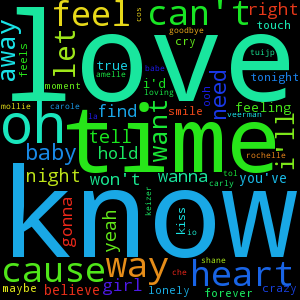 feel can't right
touch
cos
goodbye
cry
away
feels
let
true
amelle
babe
tuijp
tonight
love
moment
i'd
loving
need
mollie
carole
find
smile
ooh
feeling
oh
la
want
veerman
time
i'll
tell
baby
hold
rochelle
night
won't
wanna
tol
carly
you've
know
gonna
yeah
keizer
kiss
io
cause
way
shane
heart
che
maybe
believe
girl
lonely
forever
crazy